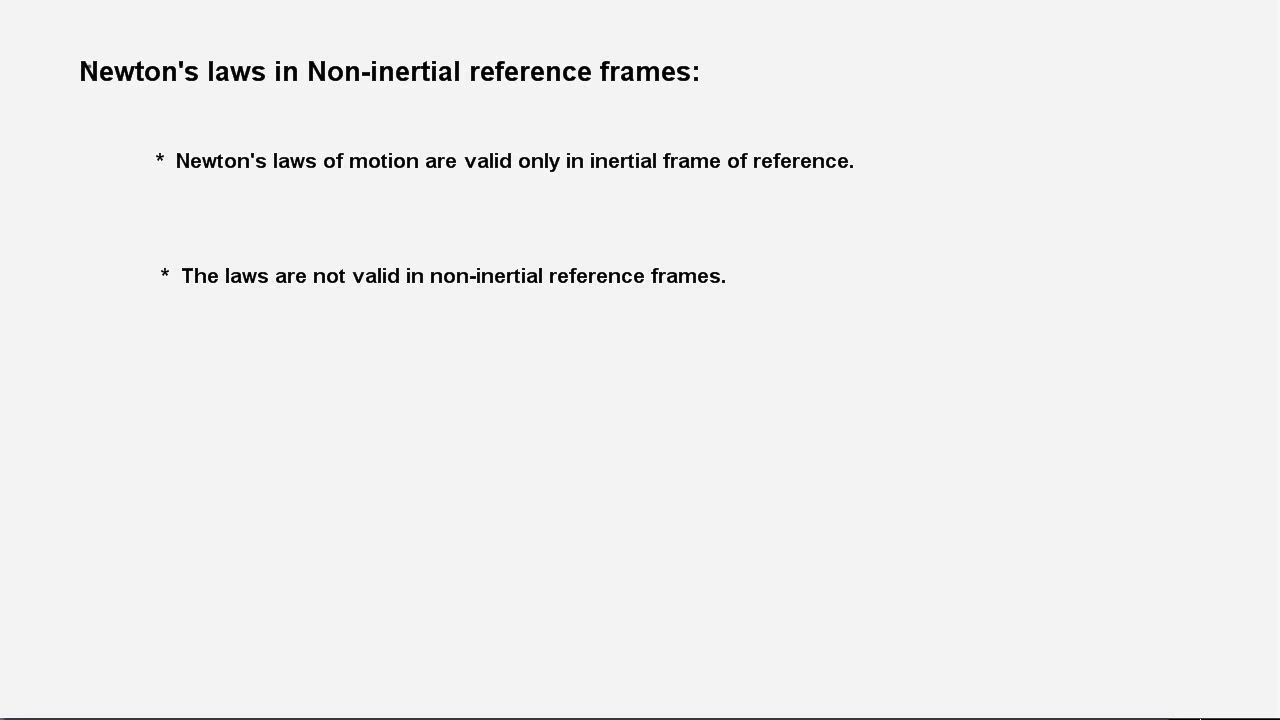 Newton's laws in Non-inertial reference frames:
* Newton's laws of motion are valid only in inertial frame of reference.
* The laws are not valid in non-inertial reference frames.